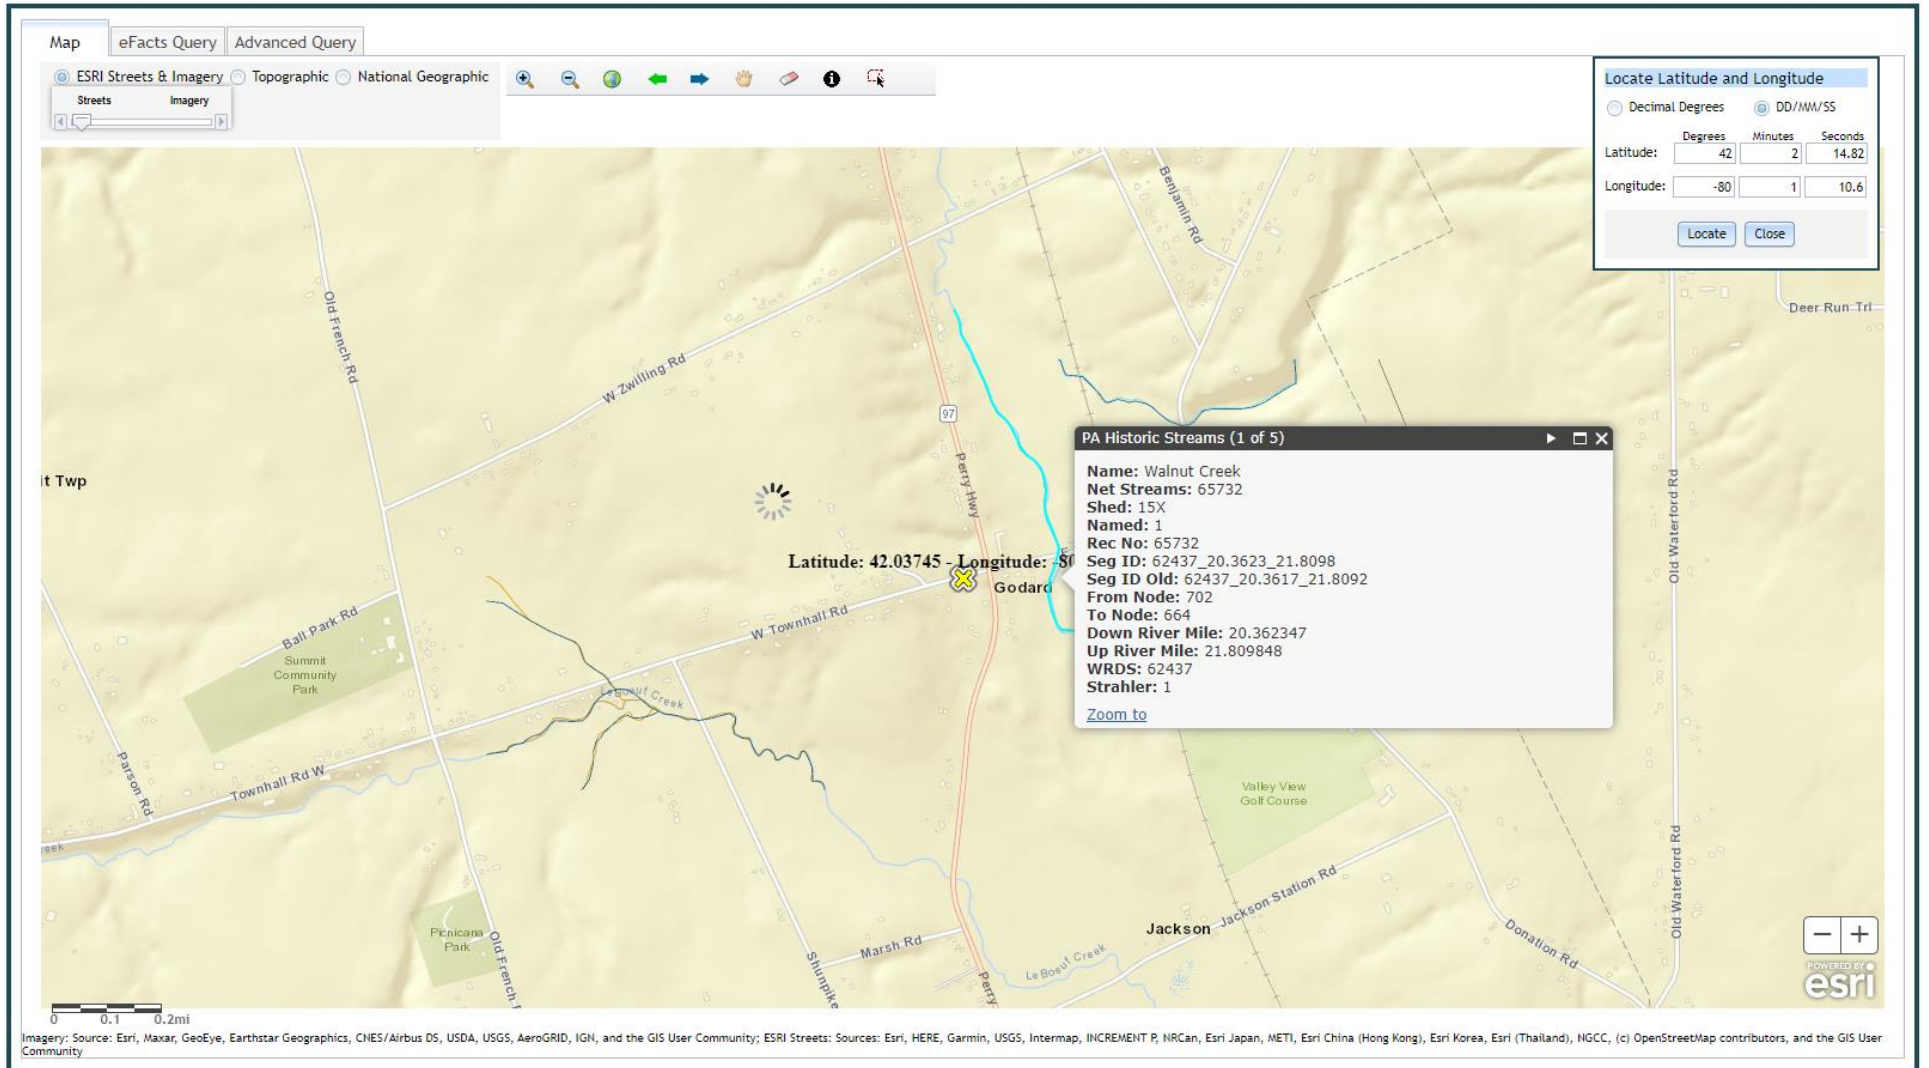 Map eFacts Query Advanced Query
ESRI Streets & Imagery Topographic National Geographic
Streets Imagery
Locate Latitude and Longitude
Decimal Degrees DD/MM/SS
Degrees Minutes Seconds
Latitude: 42 2 14.82
Longitude: -80 1 10.6
Locate Close
Benjamin Rd
Old French Rd
Deer Run Trl
W Zwilling Rd
97
Perry Hwy
it Twp
Old Waterford Rd
Latitude: 42.03745 - Longitude: -80
Godard
W Townhall Rd
Ball Park Rd
Summit
Community
Park
LeBoeuf Creek
PA Historic Streams (1 of 5)
Name: Walnut Creek
Net Streams: 65732
Shed: 15X
Named: 1
Rec No: 65732
Seg ID: 62437_20.3623_21.8098
Seg ID Old: 62437_20.3617_21.8092
From Node: 702
To Node: 664
Down River Mile: 20.362347
Up River Mile: 21.809848
WRDS: 62437
Strahler: 1
Zoom to
Parson Rd
Townhall Rd W
Valley View
Golf Course
eek
Old Waterford Rd
Jackson Station Rd
Picnicana
Park
Old French
Shunpike
Marsh Rd
Perry
Jackson
Le Boeuf Creek
Donation Rd
− +
POWERED BY
esri
0 0.1 0.2mi
Imagery: Source: Esri, Maxar, GeoEye, Earthstar Geographics, CNES/Airbus DS, USDA, USGS, AeroGRID, IGN, and the GIS User Community; ESRI Streets: Sources: Esri, HERE, Garmin, USGS, Intermap, INCREMENT P, NRCan, Esri Japan, METI, Esri China (Hong Kong), Esri Korea, Esri (Thailand), NGCC, (c) OpenStreetMap contributors, and the GIS User
Community